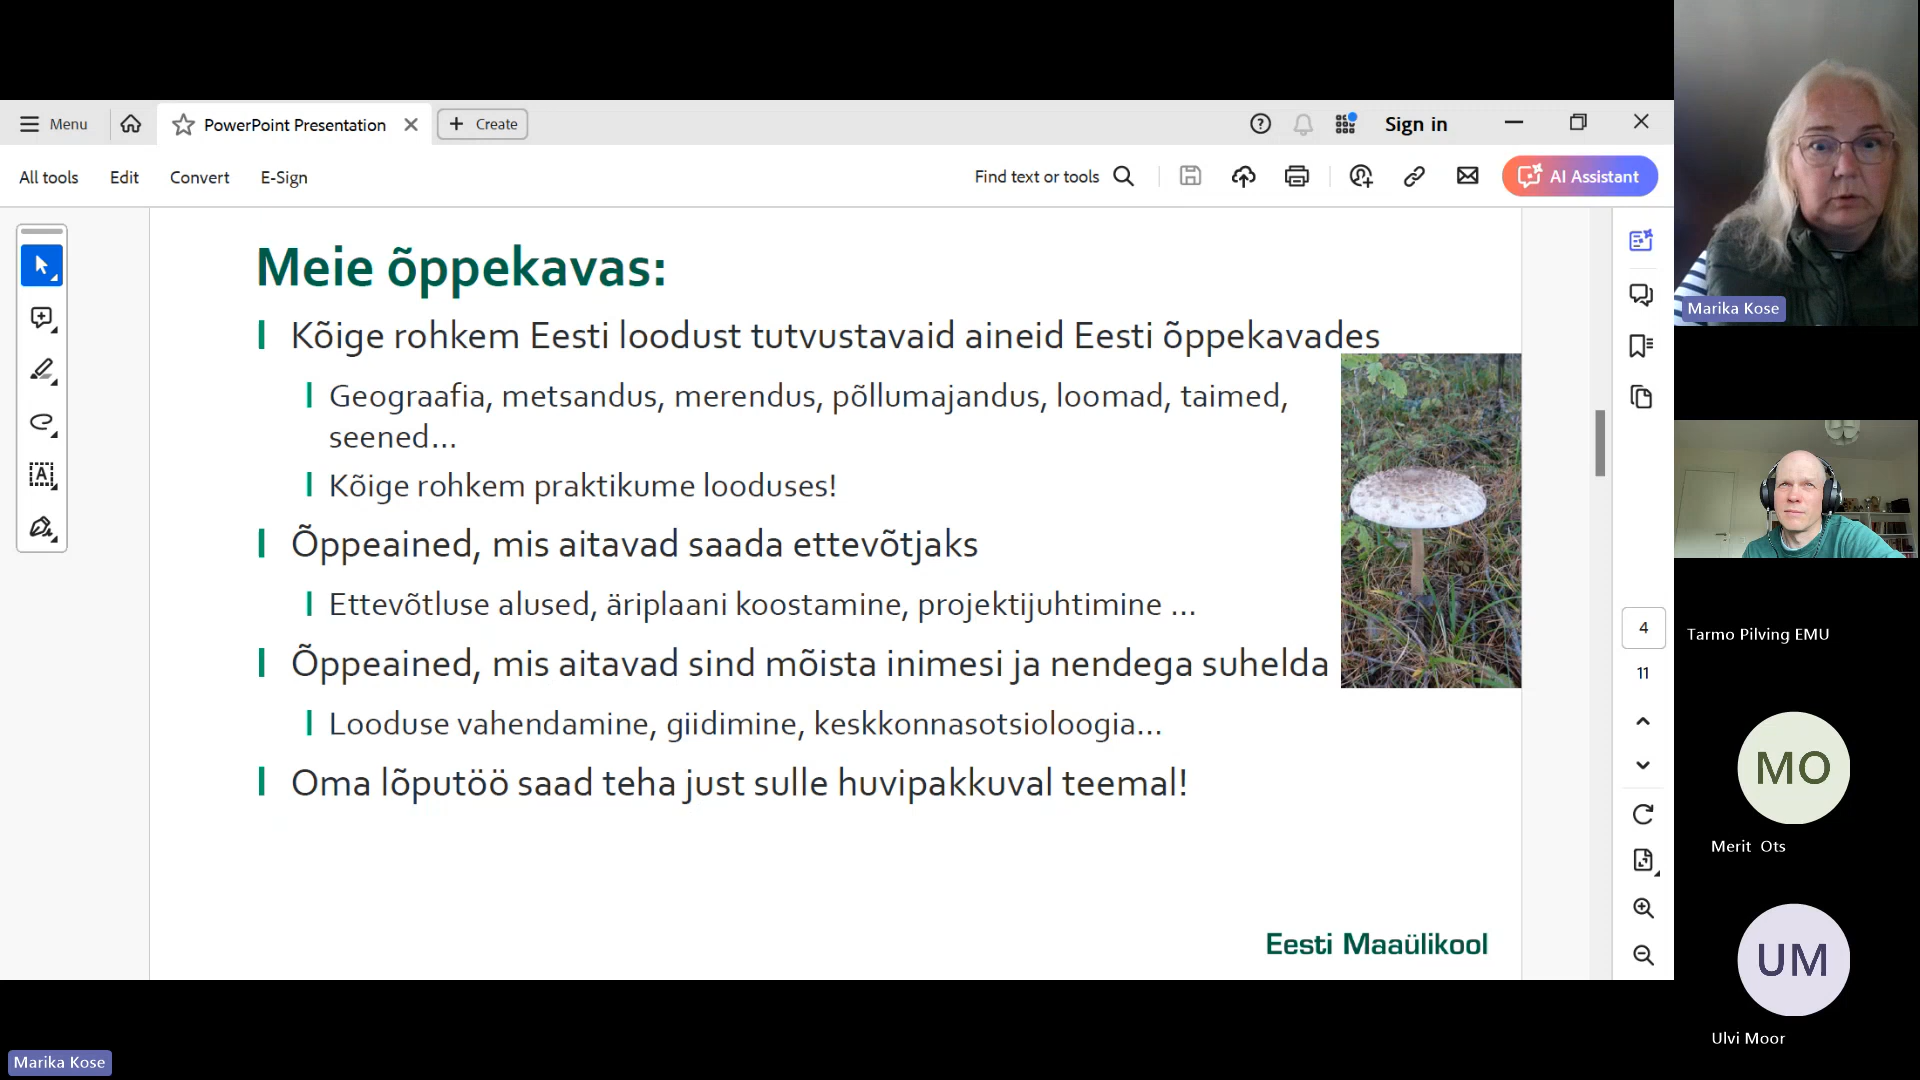 Menu
PowerPoint Presentation
Create
Sign in
All tools
Edit
Convert
E-Sign
Find text or tools
AI Assistant
Meie õppekavas:
Kõige rohkem Eesti loodust tutvustavaid aineid Eesti õppekavades
Geograafia, metsandus, merendus, põllumajandus, loomad, taimed,
seened...
Kõige rohkem praktikume looduses!
Õppeained, mis aitavad saada ettevõtjaks
Ettevõtluse alused, äriplaani koostamine, projektijuhtimine ...
Õppeained, mis aitavad sind mõista inimesi ja nendega suhelda
Looduse vahendamine, giidimine, keskkonnasotsioloogia...
Oma lõputöö saad teha just sulle huvipakkuval teemal!
Eesti Maaülikool
4
11
Marika Kose
Tarmo Pilving EMU
MO
Merit Ots
UM
Ulvi Moor
Marika Kose